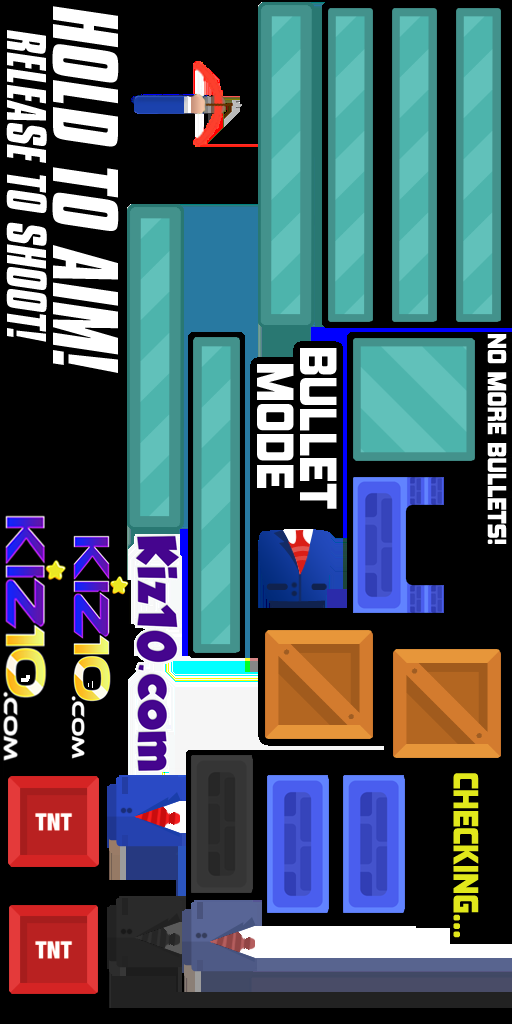 HOLD TO AIM!
RELEASE TO SHOOT!
NO MORE BULLETS!
BULLET
MODE
Kiz10.com
KiZ10.COM
KiZ10.COM
CHECKING...
TNT
TNT